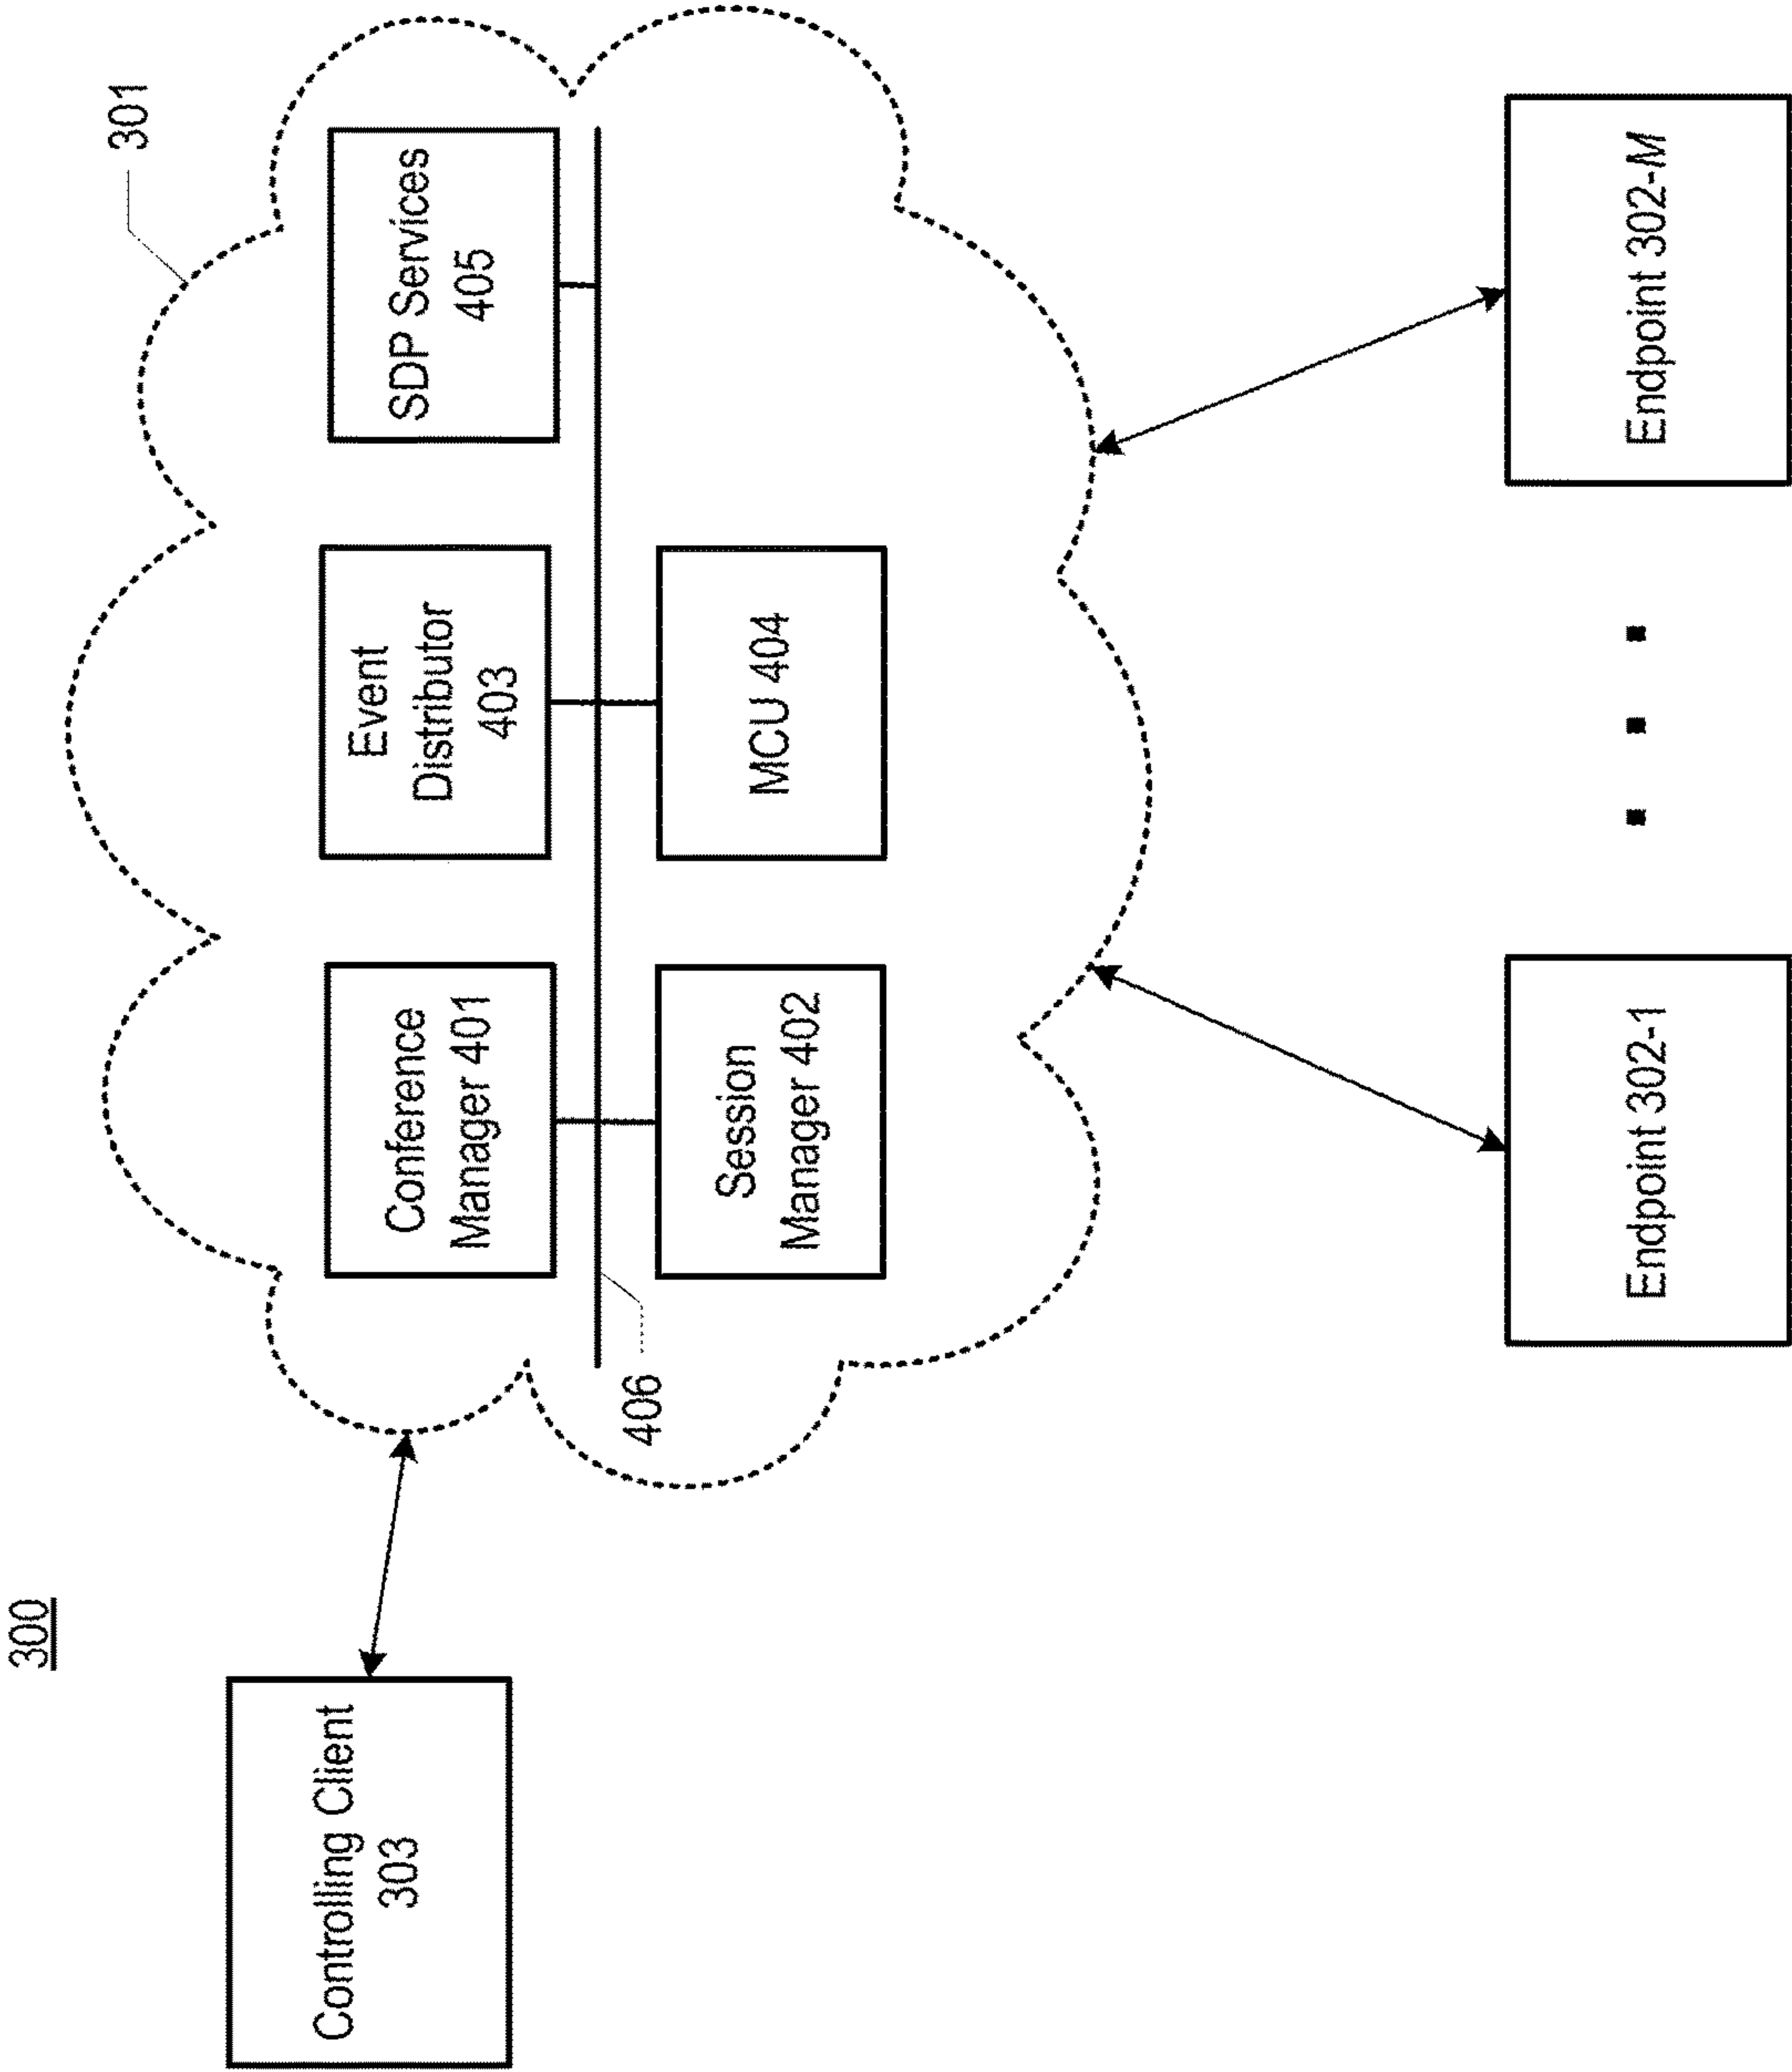 300
301
Controlling Client
303
Conference
Manager 401
Event
Distributor
403
SDP Services
405
406
Session
Manager 402
MCU 404
Endpoint 302-1
Endpoint 302-M